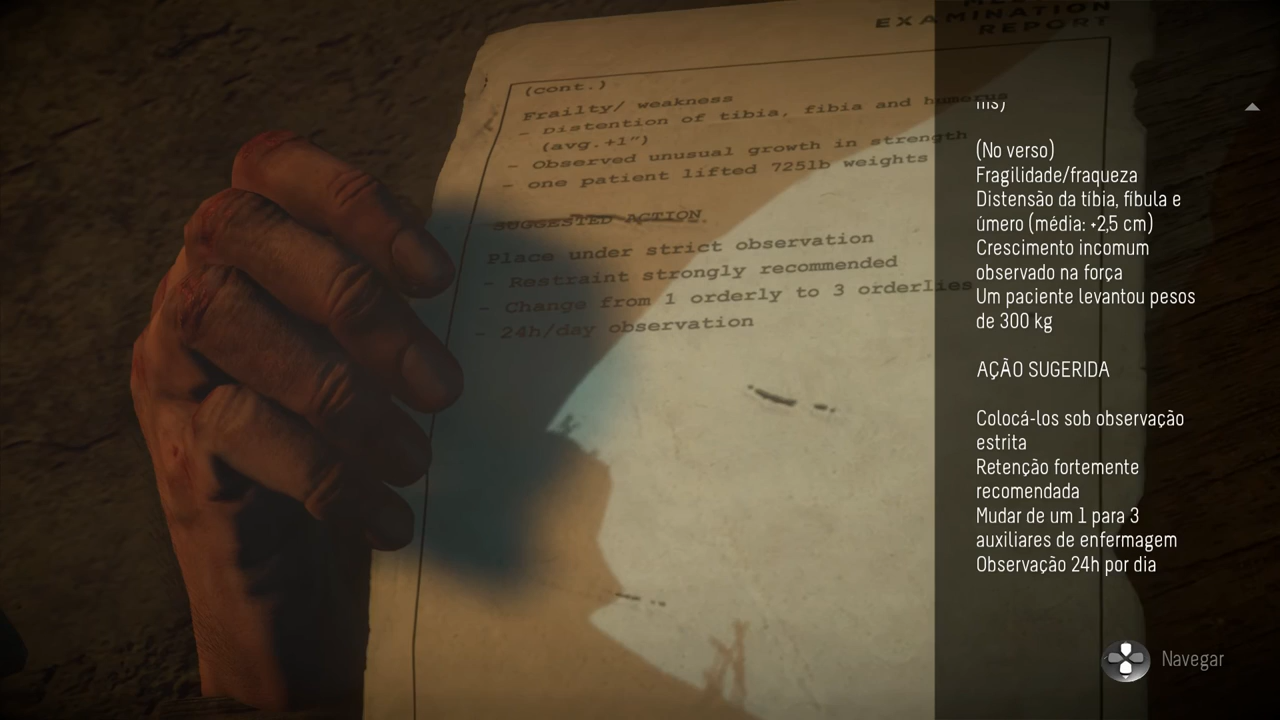 EXAMINATION
REPORT
(cont.)
Frailty/ weakness
- Distention of tibia, fibia and humerus
(avg.+1")
- Observed unusual growth in strength
- one patient lifted 725lb weights
SUGGESTED ACTION
Place under strict observation
- Restraint strongly recommended
- Change from 1 orderly to 3 orderlies
- 24h/day observation
(No verso)
Fragilidade/fraqueza
Distensão da tíbia, fíbula e
úmero (média: +2,5 cm)
Crescimento incomum
observado na força
Um paciente levantou pesos
de 300 kg
AÇÃO SUGERIDA
Colocá-los sob observação
estrita
Retenção fortemente
recomendada
Mudar de um 1 para 3
auxiliares de enfermagem
Observação 24h por dia
Navegar